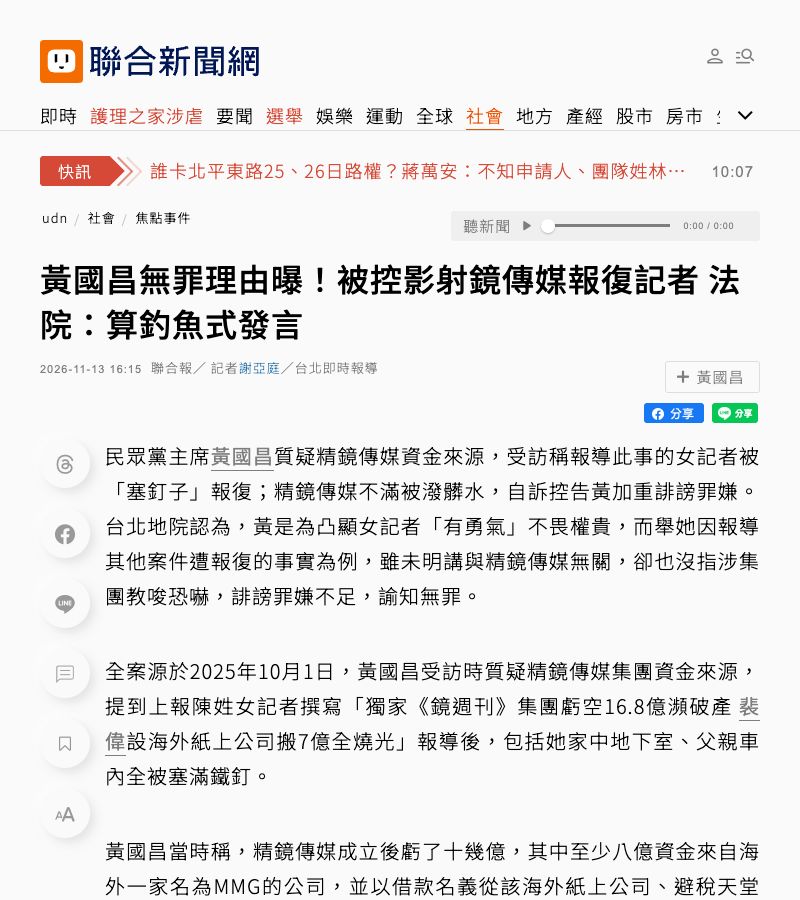 聯合新聞網
即時 護理之家涉虐 要聞 選舉 娛樂 運動 全球 社會 地方 產經 股市 房市
快訊 誰卡北平東路25、26日路權？蔣萬安：不知申請人、團隊姓林⋯ 10:07
udn / 社會 / 焦點事件
聽新聞 0:00 / 0:00
黃國昌無罪理由曝！被控影射鏡傳媒報復記者 法
院：算釣魚式發言
2026-11-13 16:15 聯合報／ 記者謝亞庭／台北即時報導
+ 黃國昌
分享 分享
民眾黨主席黃國昌質疑精鏡傳媒資金來源，受訪稱報導此事的女記者被
「塞釘子」報復；精鏡傳媒不滿被潑髒水，自訴控告黃加重誹謗罪嫌。
台北地院認為，黃是為凸顯女記者「有勇氣」不畏權貴，而舉她因報導
其他案件遭報復的事實為例，雖未明講與精鏡傳媒無關，卻也沒指涉集
團教唆恐嚇，誹謗罪嫌不足，諭知無罪。
全案源於2025年10月1日，黃國昌受訪時質疑精鏡傳媒集團資金來源，
提到上報陳姓女記者撰寫「獨家《鏡週刊》集團虧空16.8億瀕破產 裴
偉設海外紙上公司搬7億全燒光」報導後，包括她家中地下室、父親車
內全被塞滿鐵釘。
黃國昌當時稱，精鏡傳媒成立後虧了十幾億，其中至少八億資金來自海
外一家名為MMG的公司，並以借款名義從該海外紙上公司、避稅天堂